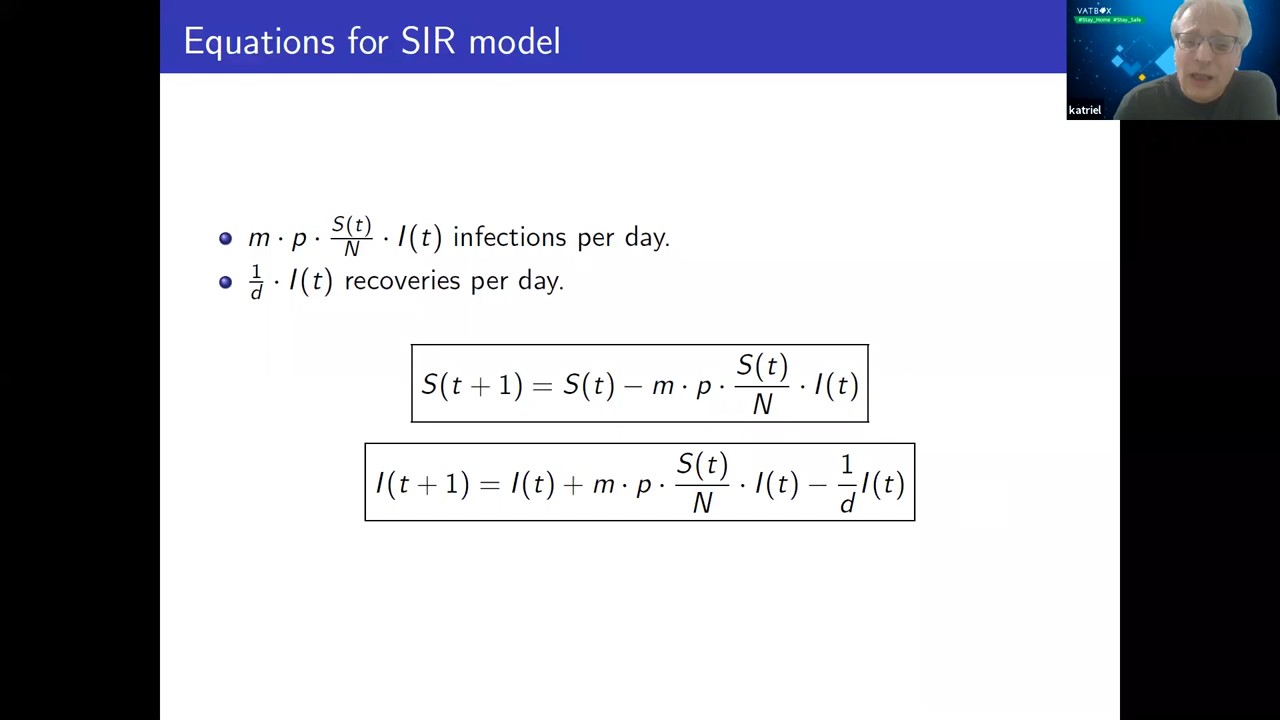 Equations for SIR model
VATBOX
#Stay_Home #Stay_Safe
katriel
m · p · S(t)/N · I(t) infections per day.
1/d · I(t) recoveries per day.
S(t + 1) = S(t) − m · p · S(t)/N · I(t)
I(t + 1) = I(t) + m · p · S(t)/N · I(t) − 1/d I(t)